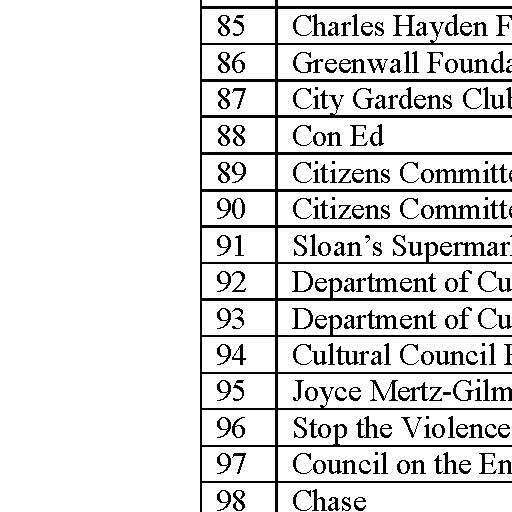 85 Charles Hayden F
86 Greenwall Founda
87 City Gardens Club
88 Con Ed
89 Citizens Committe
90 Citizens Committe
91 Sloan’s Supermar
92 Department of Cu
93 Department of Cu
94 Cultural Council
95 Joyce Mertz-Gilm
96 Stop the Violence
97 Council on the En
98 Chase